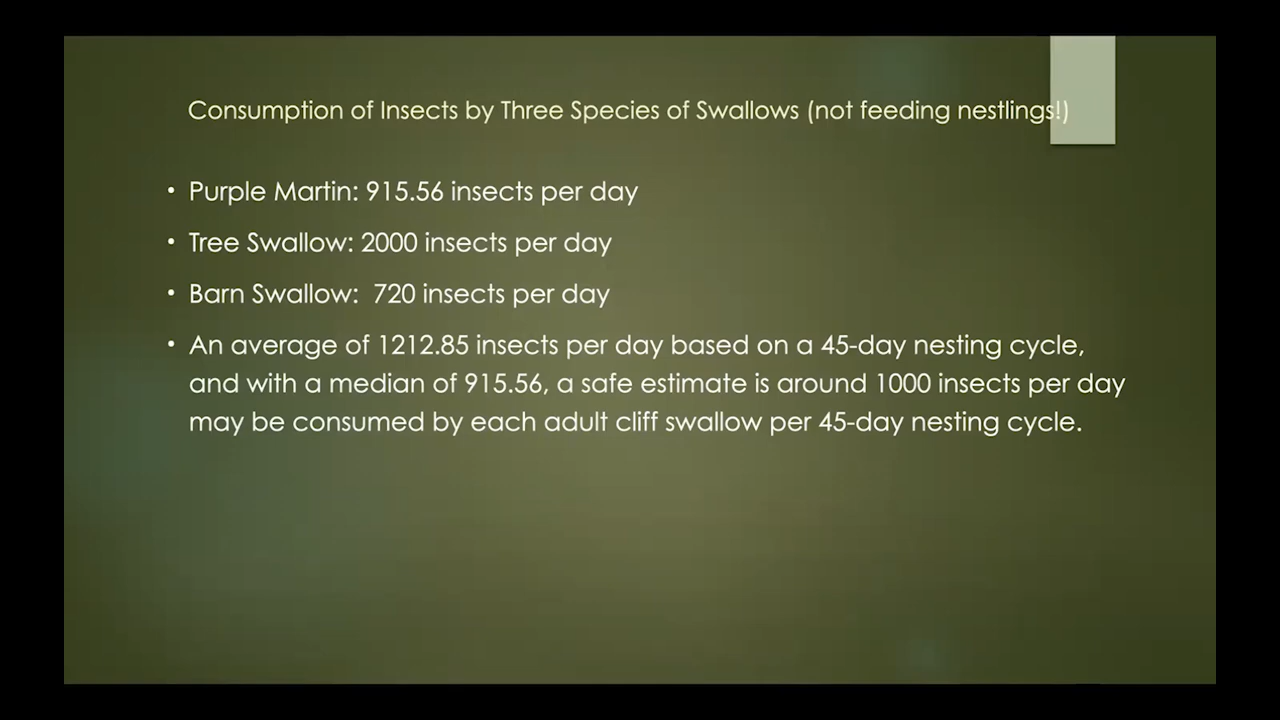 Consumption of Insects by Three Species of Swallows (not feeding nestlings!)
• Purple Martin: 915.56 insects per day
• Tree Swallow: 2000 insects per day
• Barn Swallow:  720 insects per day
• An average of 1212.85 insects per day based on a 45-day nesting cycle,
and with a median of 915.56, a safe estimate is around 1000 insects per day
may be consumed by each adult cliff swallow per 45-day nesting cycle.